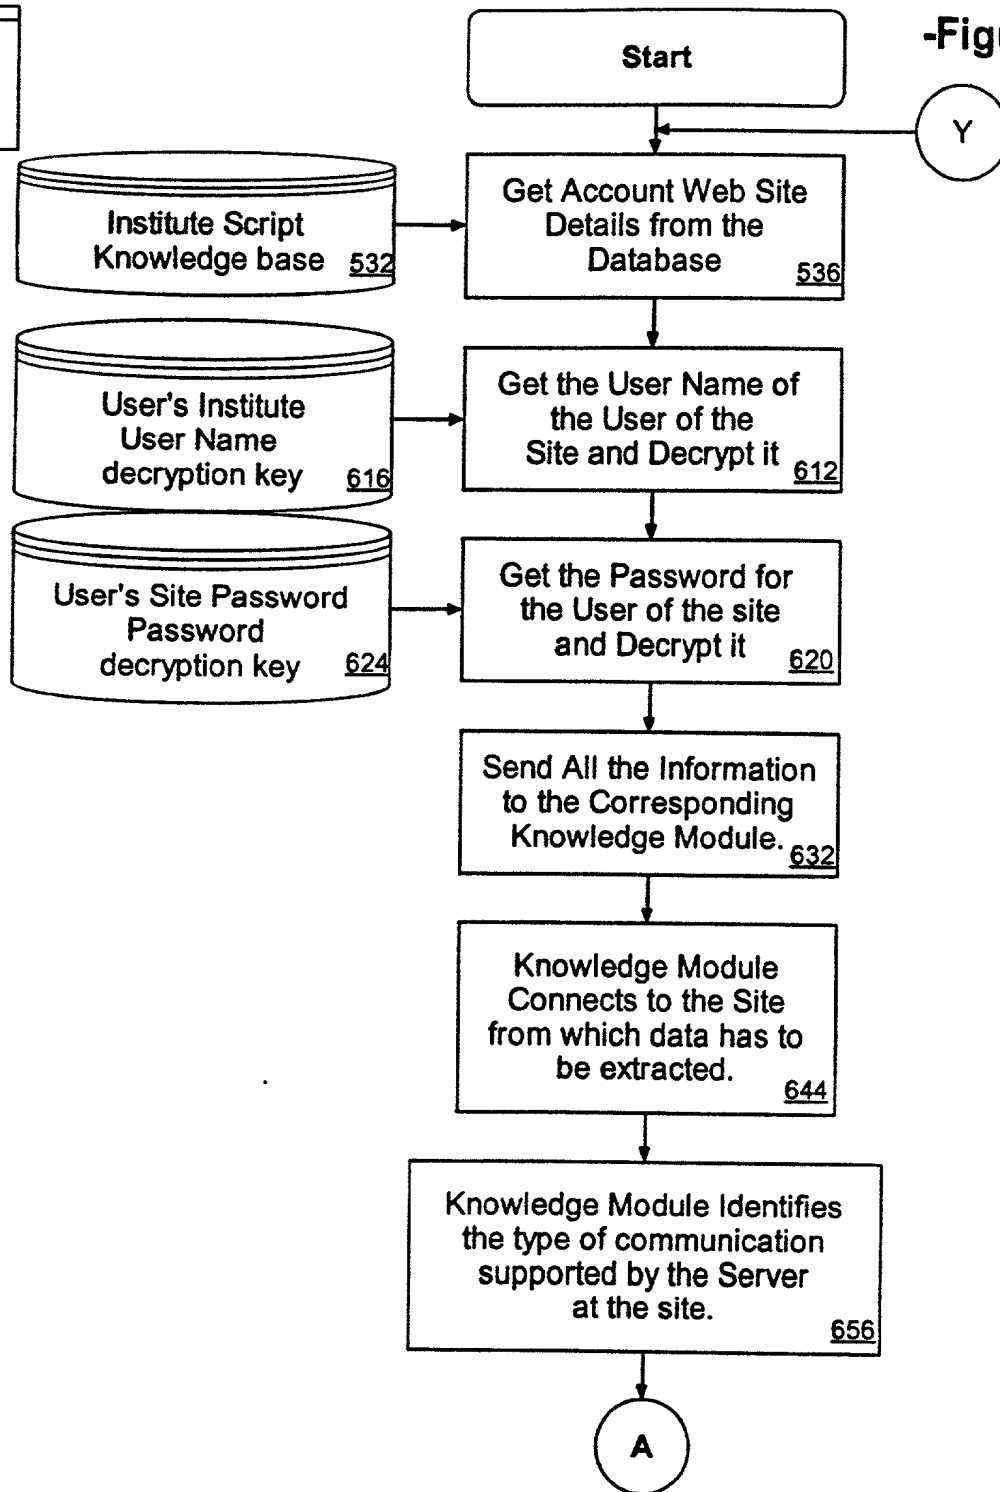 Start
Y
Institute Script
Knowledge base 532
Get Account Web Site
Details from the
Database 536
User's Institute
User Name
decryption key 616
Get the User Name of
the User of the
Site and Decrypt it 612
User's Site Password
Password
decryption key 624
Get the Password for
the User of the site
and Decrypt it 620
Send All the Information
to the Corresponding
Knowledge Module. 632
Knowledge Module
Connects to the Site
from which data has to
be extracted. 644
Knowledge Module Identifies
the type of communication
supported by the Server
at the site. 656
A